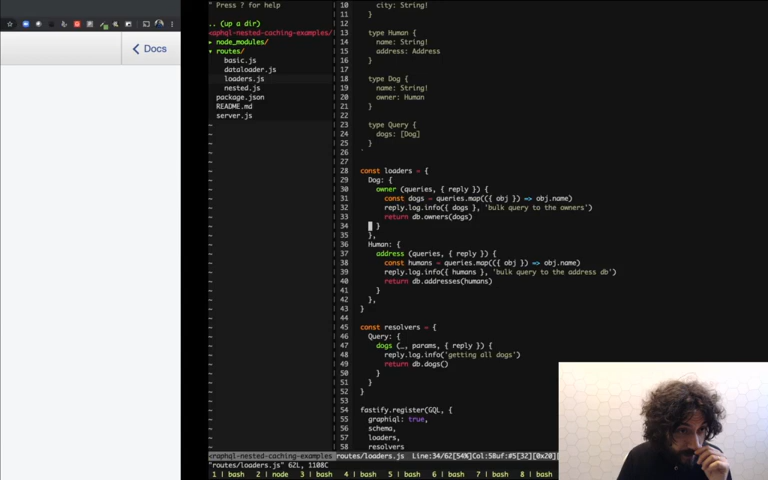 Docs
" Press ? for help
.. (up a dir)
<aphql-nested-caching-examples/
▸ node_modules/
▾ routes/
basic.js
dataloader.js
loaders.js
nested.js
package.json
README.md
server.js
10 city: String!
11 }
12
13 type Human {
14 name: String!
15 address: Address
16 }
17
18 type Dog {
19 name: String!
20 owner: Human
21 }
22
23 type Query {
24 dogs: [Dog]
25 }
26 `
27
28 const loaders = {
29 Dog: {
30 owner (queries, { reply }) {
31 const dogs = queries.map(({ obj }) => obj.name)
32 reply.log.info({ dogs }, 'bulk query to the owners')
33 return db.owners(dogs)
34 }
35 },
36 Human: {
37 address (queries, { reply }) {
38 const humans = queries.map(({ obj }) => obj.name)
39 reply.log.info({ humans }, 'bulk query to the address db')
40 return db.addresses(humans)
41 }
42 },
43 }
44
45 const resolvers = {
46 Query: {
47 dogs (_, params, { reply }) {
48 reply.log.info('getting all dogs')
49 return db.dogs()
50 }
51 }
52 }
53
54 fastify.register(GQL, {
55 graphiql: true,
56 schema,
57 loaders,
58 resolvers
<raphql-nested-caching-examples routes/loaders.js Line:34/62[54%]Col:5Buf:#5[32][0x20]
"routes/loaders.js" 62L, 1108C
1 | bash 2 | node 3 | bash 4 | bash 5 | bash 6 | bash 7 | bash 8 | bash